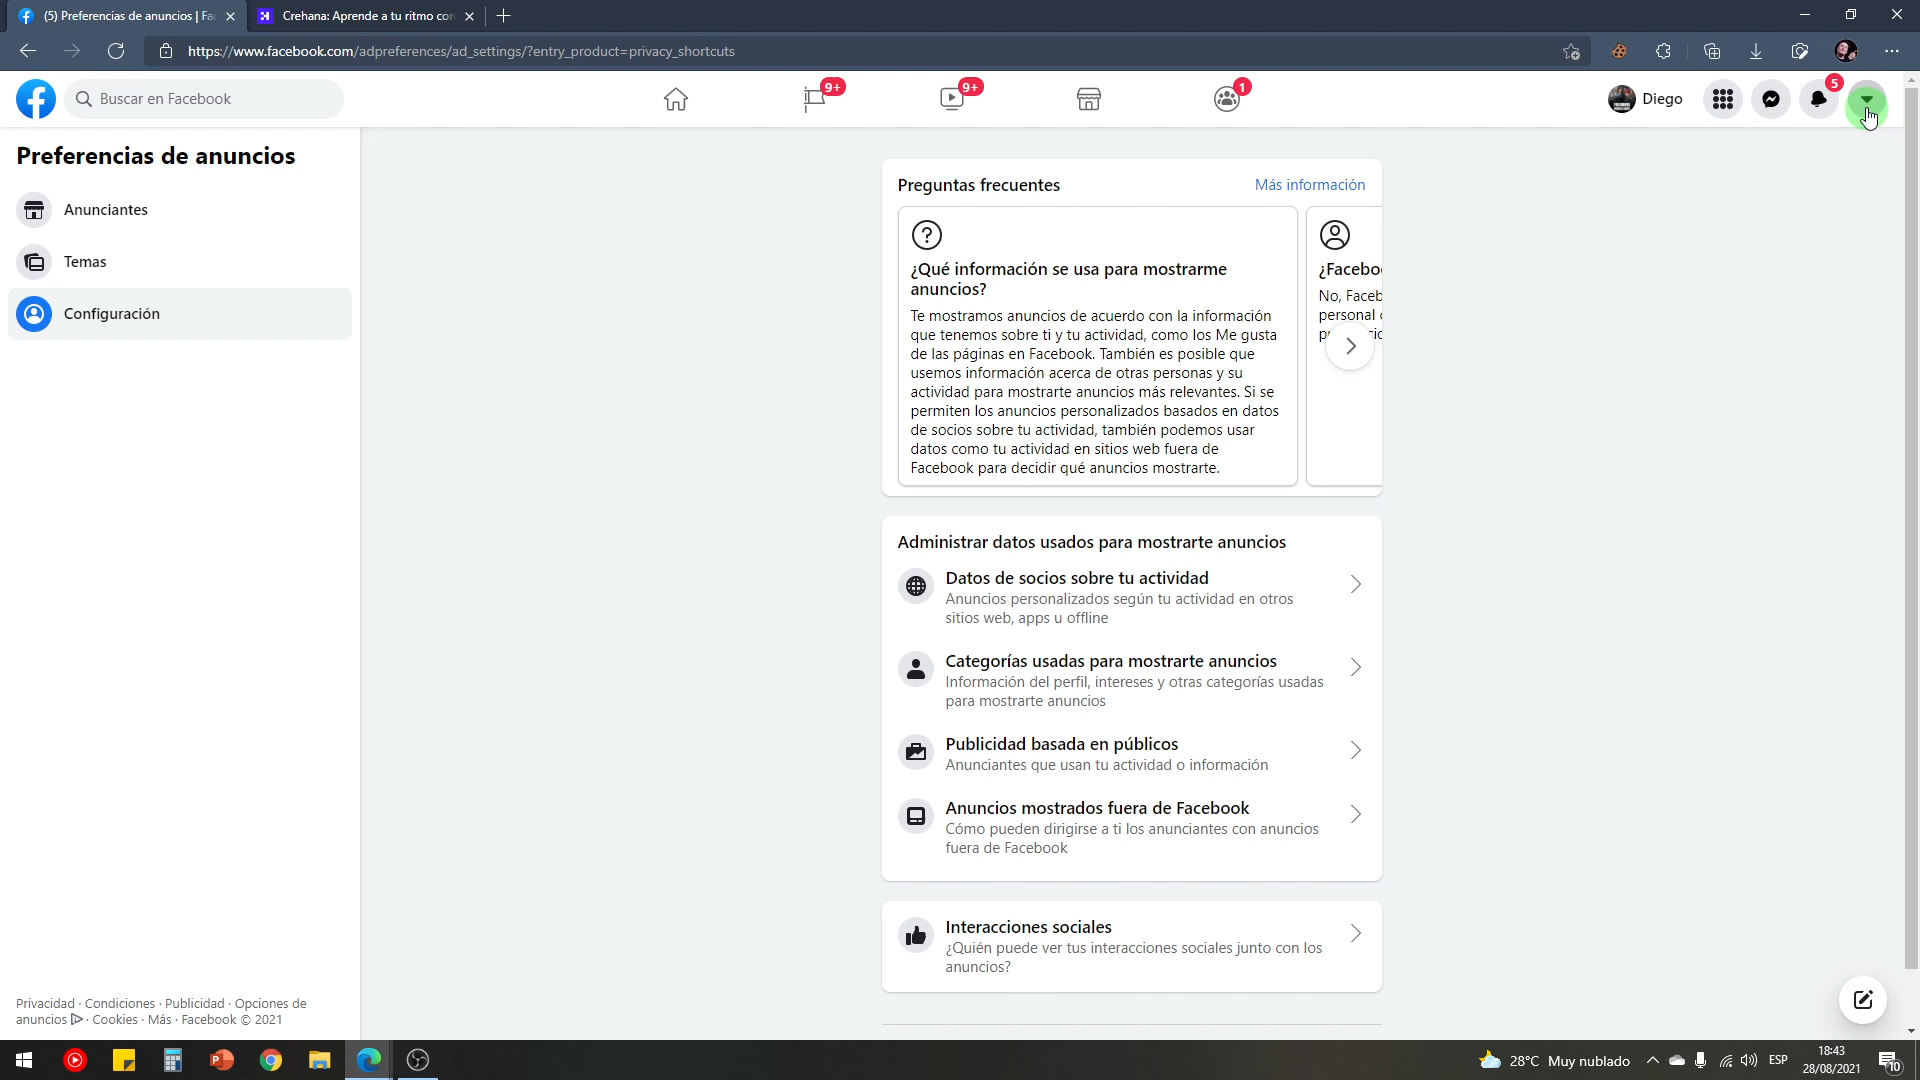 (5) Preferencias de anuncios | Fac
Crehana: Aprende a tu ritmo con
https://www.facebook.com/adpreferences/ad_settings/?entry_product=privacy_shortcuts
Buscar en Facebook
9+
9+
1
Diego
5
Preferencias de anuncios
Anunciantes
Temas
Configuración
Preguntas frecuentes
Más información
¿Qué información se usa para mostrarme
anuncios?
Te mostramos anuncios de acuerdo con la información
que tenemos sobre ti y tu actividad, como los Me gusta
de las páginas en Facebook. También es posible que
usemos información acerca de otras personas y su
actividad para mostrarte anuncios más relevantes. Si se
permiten los anuncios personalizados basados en datos
de socios sobre tu actividad, también podemos usar
datos como tu actividad en sitios web fuera de
Facebook para decidir qué anuncios mostrarte.
¿Facebo
No, Faceb
personal
Administrar datos usados para mostrarte anuncios
Datos de socios sobre tu actividad
Anuncios personalizados según tu actividad en otros
sitios web, apps u offline
Categorías usadas para mostrarte anuncios
Información del perfil, intereses y otras categorías usadas
para mostrarte anuncios
Publicidad basada en públicos
Anunciantes que usan tu actividad o información
Anuncios mostrados fuera de Facebook
Cómo pueden dirigirse a ti los anunciantes con anuncios
fuera de Facebook
Interacciones sociales
¿Quién puede ver tus interacciones sociales junto con los
anuncios?
Privacidad · Condiciones · Publicidad · Opciones de
anuncios · Cookies · Más · Facebook © 2021
28°C Muy nublado
ESP
18:43
28/08/2021
10